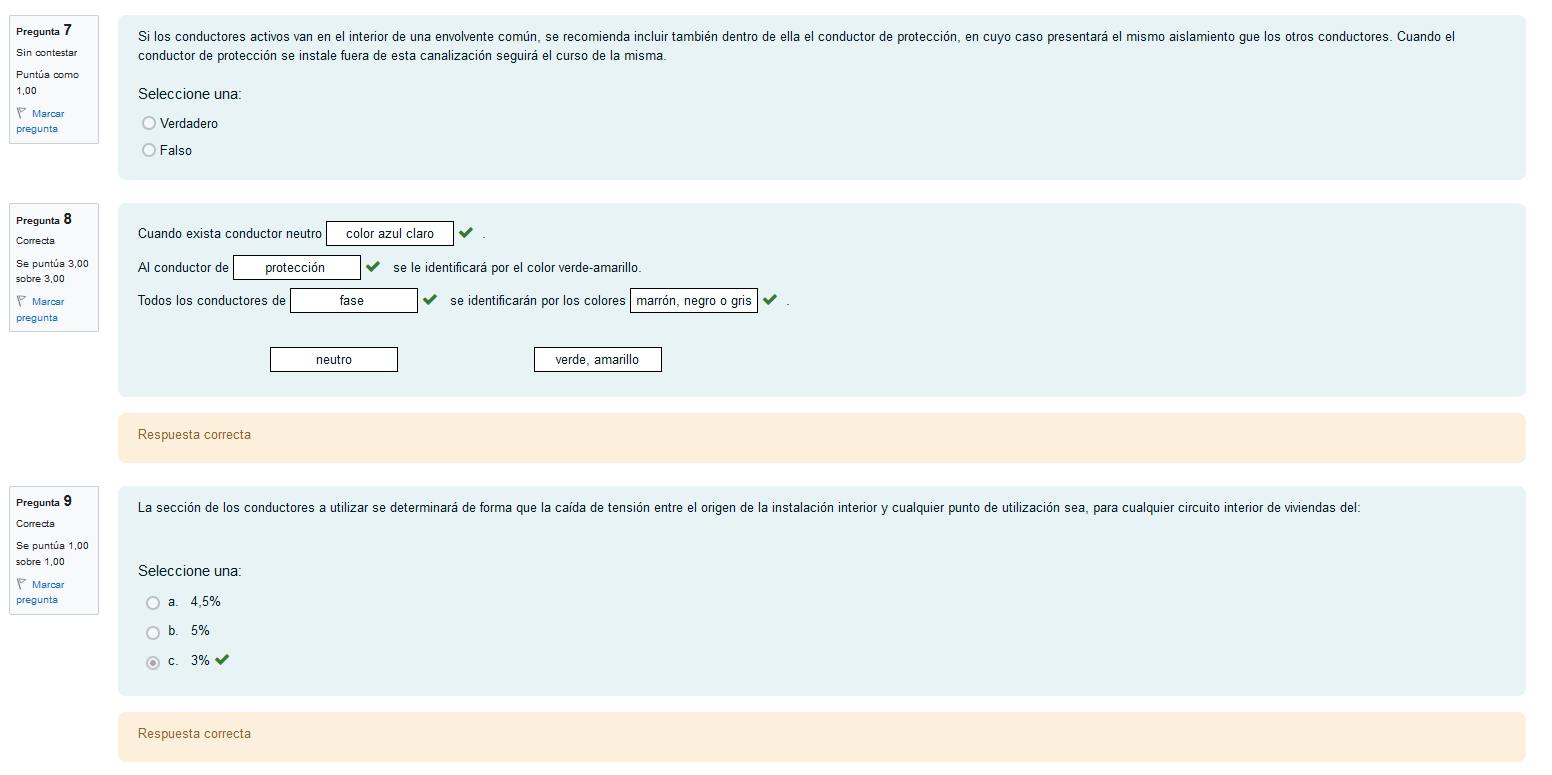 Pregunta 7
Sin contestar
Puntúa como
1,00
Marcar
pregunta
Si los conductores activos van en el interior de una envolvente común, se recomienda incluir también dentro de ella el conductor de protección, en cuyo caso presentará el mismo aislamiento gue los otros conductores. Cuando el
conductor de protección se instale fuera de esta canalización seguirá el curso de la misma.
Seleccione una:
Verdadero
Falso
Pregunta 8
Correcta
Se puntúa 3,00
sobre 3,00
Marcar
pregunta
Cuando exista conductor neutro color azul claro .
Al conductor de protección se le identificará por el color verde-amarillo.
Todos los conductores de fase se identificarán por los colores marrón, negro o gris .
neutro verde, amarillo
Respuesta correcta
Pregunta 9
Correcta
Se puntúa 1,00
sobre 1,00
Marcar
pregunta
La sección de los conductores a utilizar se determinará de forma que la caída de tensión entre el origen de la instalación interior y cualquier punto de utilización sea, para cualquier circuito interior de viviendas del:
Seleccione una:
a. 4,5%
b. 5%
c. 3%
Respuesta correcta